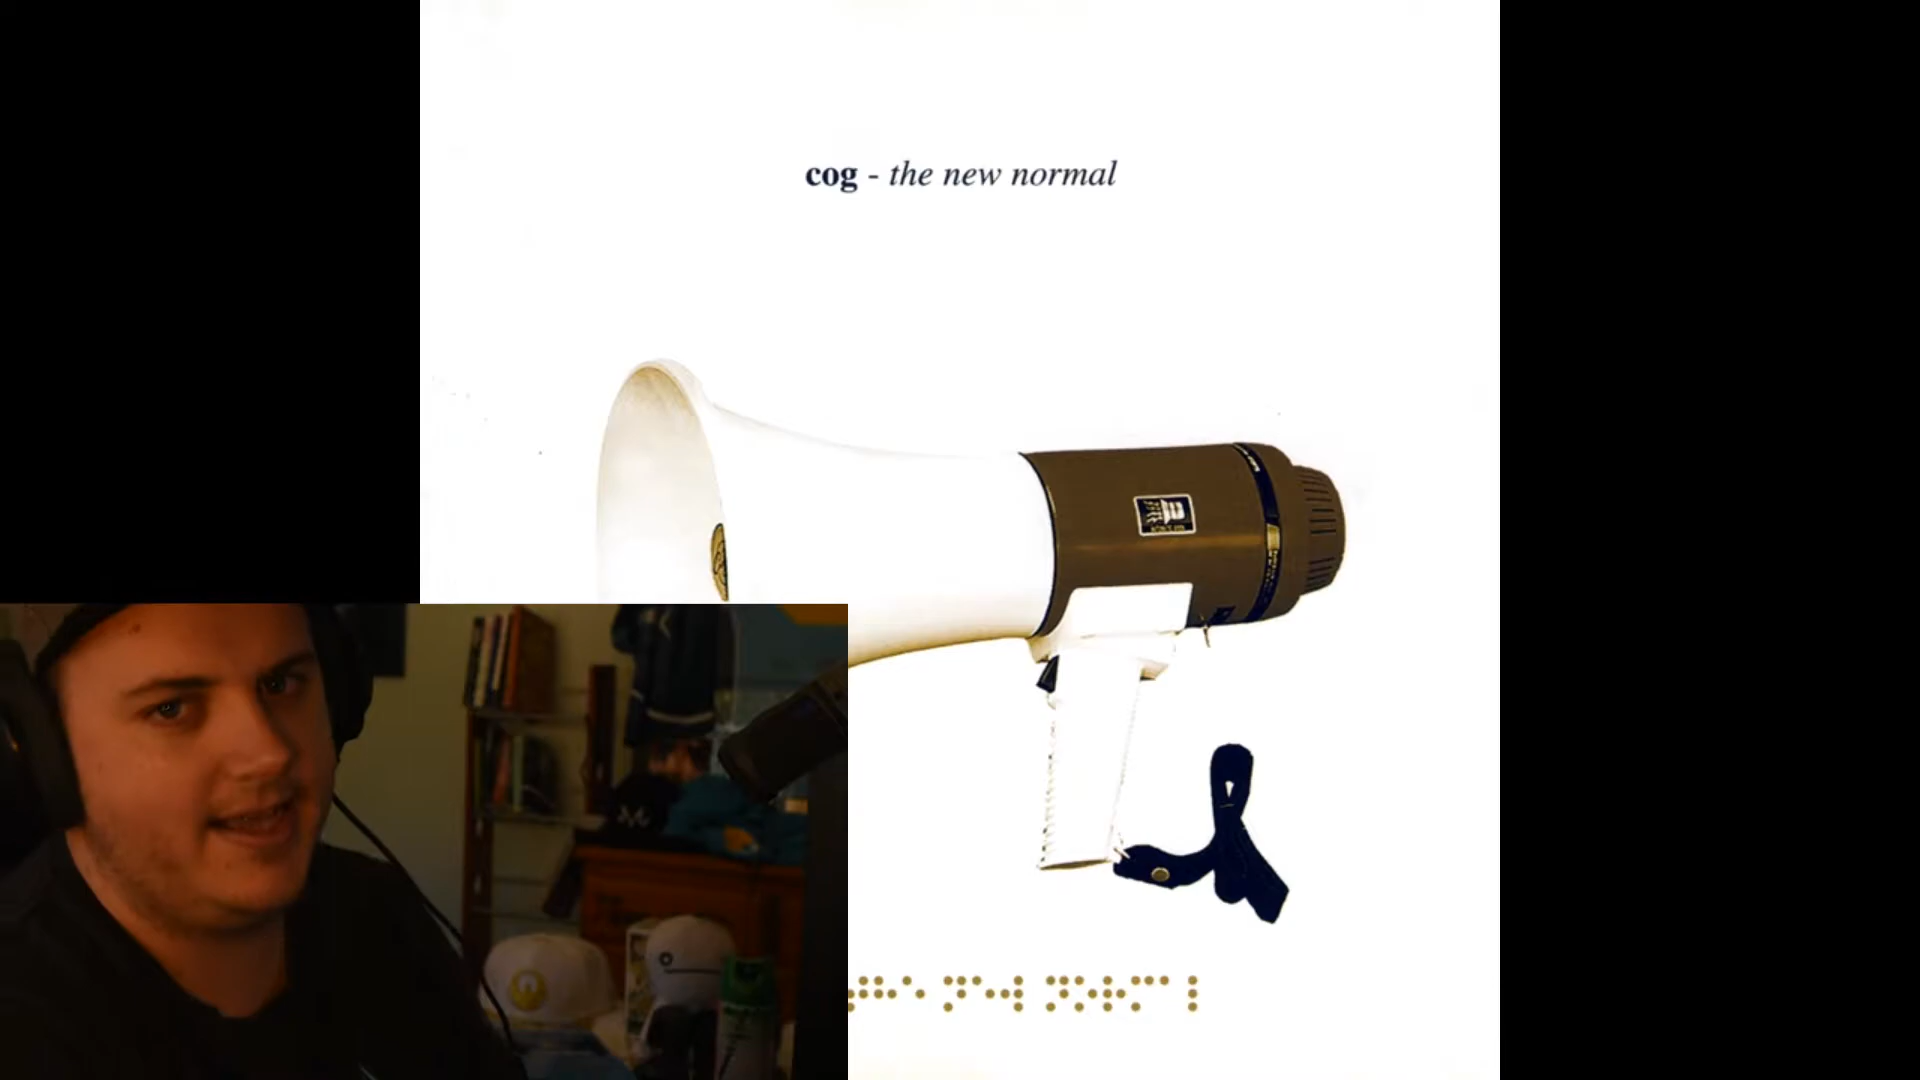 cog - the new normal